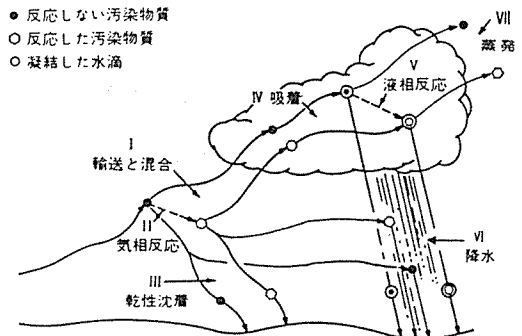 ● 反応しない汚染物質
○ 反応した汚染物質
○ 凝結した水滴
VII
蒸発
V
液相反応
IV 吸着
I
輸送と混合
II
気相反応
III
乾性沈着
VI
降水